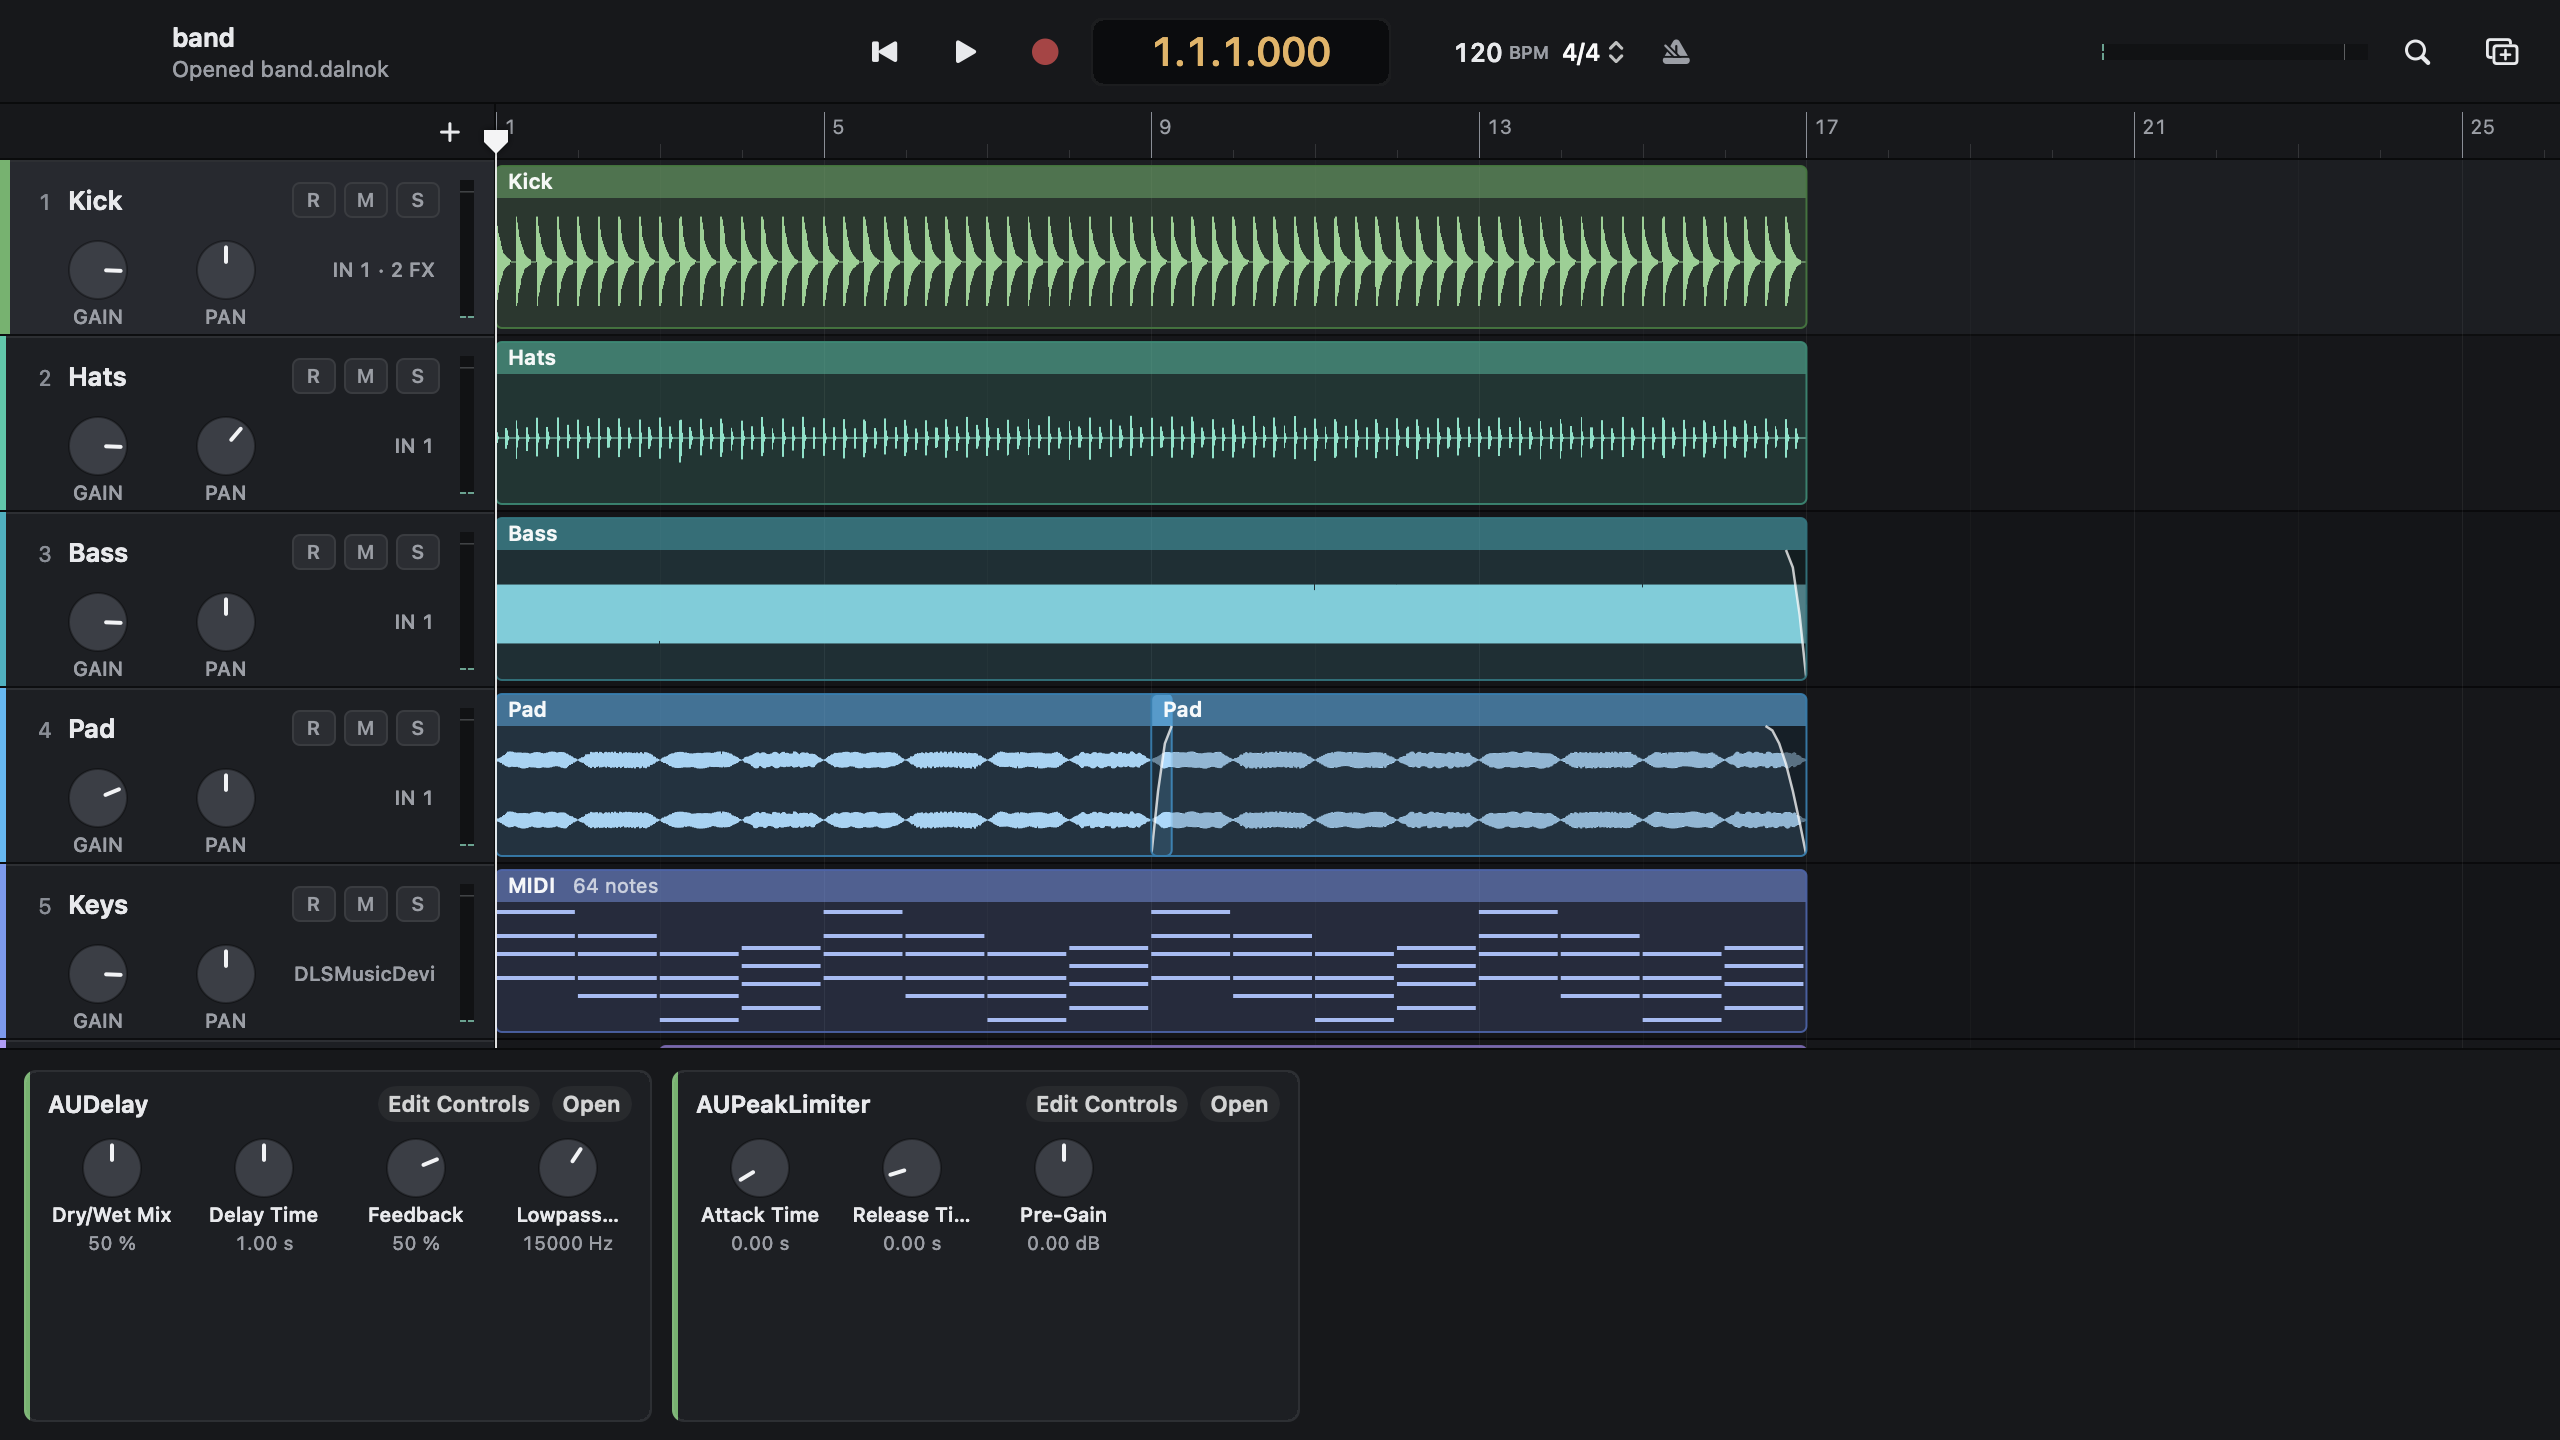 band
Opened band.dalnok
1.1.1.000
120 BPM 4/4
1 5 9 13 17 21 25
1 Kick R M S
IN 1 · 2 FX
GAIN PAN
Kick
2 Hats R M S
IN 1
GAIN PAN
Hats
3 Bass R M S
IN 1
GAIN PAN
Bass
4 Pad R M S
IN 1
GAIN PAN
Pad Pad
5 Keys R M S
DLSMusicDevi
GAIN PAN
MIDI 64 notes
AUDelay Edit Controls Open
Dry/Wet Mix Delay Time Feedback Lowpass...
50 % 1.00 s 50 % 15000 Hz
AUPeakLimiter Edit Controls Open
Attack Time Release Ti... Pre-Gain
0.00 s 0.00 s 0.00 dB